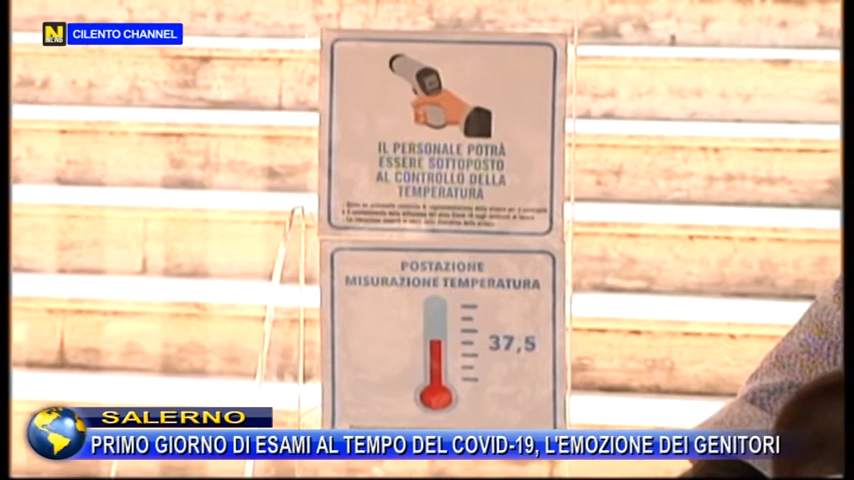 CILENTO CHANNEL
IL PERSONALE POTRÀ
ESSERE SOTTOPOSTO
AL CONTROLLO DELLA
TEMPERATURA
POSTAZIONE
MISURAZIONE TEMPERATURA
37,5
SALERNO
PRIMO GIORNO DI ESAMI AL TEMPO DEL COVID-19, L'EMOZIONE DEI GENITORI